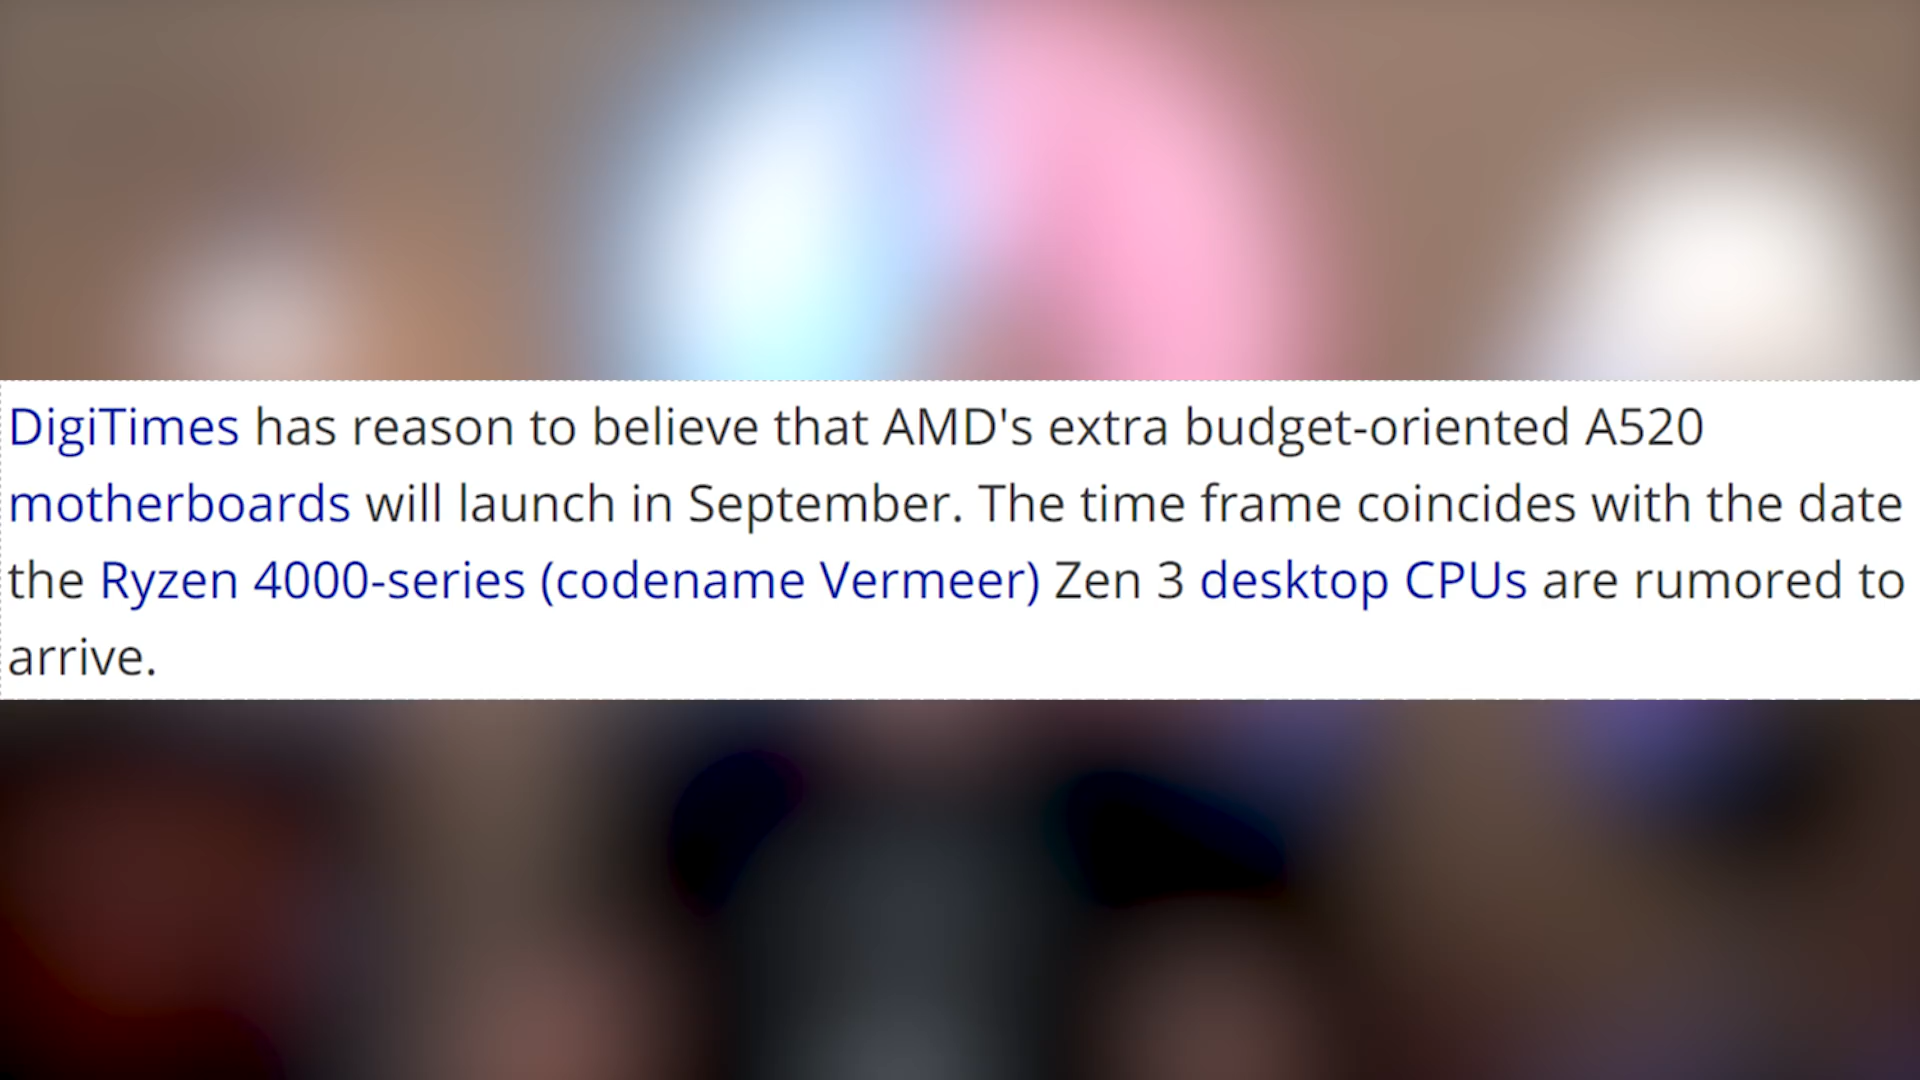 DigiTimes has reason to believe that AMD's extra budget-oriented A520
motherboards will launch in September. The time frame coincides with the date
the Ryzen 4000-series (codename Vermeer) Zen 3 desktop CPUs are rumored to
arrive.